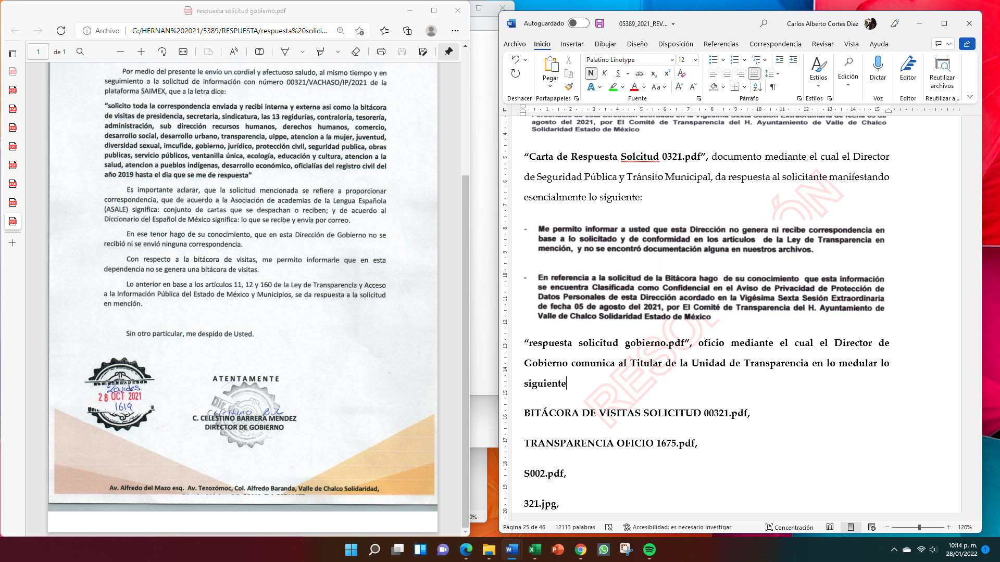 respuesta solicitud gobierno.pdf
Archivo
G:/HERNAN%202021/5389/RESPUESTA/respuesta%20solici...
1
de 1
Por medio del presente le envío un cordial y afectuoso saludo, al mismo tiempo y en
seguimiento a la solicitud de información con número 00321/VACHASO/IP/2021 de la
plataforma SAIMEX, que a la letra dice:
“solicito toda la correspondencia enviada y recibi interna y externa asi como la bitácora
de visitas de presidencia, secretaria, sindicatura, las 13 regidurías, contraloría, tesorería,
administración, sub dirección recursos humanos, derechos humanos, comercio,
desarrollo social, desarrollo urbano, transparencia, uippe, atencion a la mujer, juventud,
diversidad sexual, imcufide, gobierno, jurídico, protección civil, seguridad publica, obras
publicas, servicio públicos, ventanilla única, ecología, educación y cultura, atencion a la
salud, atencion a pueblos indígenas, desarrollo económico, oficialías del registro civil del
año 2019 hasta el dia que se me de respuesta”
Es importante aclarar, que la solicitud mencionada se refiere a proporcionar
correspondencia, que de acuerdo a la Asociación de academias de la Lengua Española
(ASALE) significa: conjunto de cartas que se despachan o reciben; y de acuerdo al
Diccionario del Español de México significa: lo que se recibe y envía por correo.
En ese tenor hago de su conocimiento, que en esta Dirección de Gobierno no se
recibió ni se envió ninguna correspondencia.
Con respecto a la bitácora de visitas, me permito informarle que en esta
dependencia no se genera una bitácora de visitas.
Lo anterior en base a los artículos 11, 12 y 160 de la Ley de Transparencia y Acceso
a la Información Pública del Estado de México y Municipios, se da respuesta a la solicitud
en mención.
Sin otro particular, me despido de Usted.
28 OCT 2021
1619
ATENTAMENTE
C. CELESTINO BARRERA MENDEZ
DIRECTOR DE GOBIERNO
Av. Alfredo del Mazo esq. Av. Tezozómoc, Col. Alfredo Baranda, Valle de Chalco Solidaridad,
0%
Autoguardado
05389_2021_REV...
Carlos Alberto Cortes Diaz
Archivo Inicio Insertar Dibujar Diseño Disposición Referencias Correspondencia Revisar Vista Ayuda
Palatino Linotype 12
Pegar
N K S ab x₂ x²
A A Aa A A
Estilos Edición Dictar Editor Reutilizar archivos
Deshacer Portapapeles Fuente Párrafo Estilos Voz Editor Reutilizar a...
1 2 3 4 5 6 7 8 9 10 11 12 13 14 15
agosto del 2021, por El Comité de Transparencia del H. Ayuntamiento de Valle de Chalco
Solidaridad Estado de México
“Carta de Respuesta Solcitud 0321.pdf”, documento mediante el cual el Director
de Seguridad Pública y Tránsito Municipal, da respuesta al solicitante manifestando
esencialmente lo siguiente:
- Me permito informar a usted que esta Dirección no genera ni recibe correspondencia en
base a lo solicitado y de conformidad en los artículos de la Ley de Transparencia en
mención, y no se encontró documentación alguna en nuestros archivos.
- En referencia a la solicitud de la Bitácora hago de su conocimiento que esta información
se encuentra Clasificada como Confidencial en el Aviso de Privacidad de Protección de
Datos Personales de esta Dirección acordado en la Vigésima Sexta Sesión Extraordinaria
de fecha 05 de agosto del 2021, por El Comité de Transparencia del H. Ayuntamiento de
Valle de Chalco Solidaridad Estado de México
“respuesta solicitud gobierno.pdf”, oficio mediante el cual el Director de
Gobierno comunica al Titular de la Unidad de Transparencia en lo medular lo
siguiente
BITÁCORA DE VISITAS SOLICITUD 00321.pdf,
TRANSPARENCIA OFICIO 1675.pdf,
S002.pdf,
321.jpg,
Página 25 de 46 12113 palabras Accesibilidad: es necesario investigar Concentración 120%
10:14 p. m.
28/01/2022
1